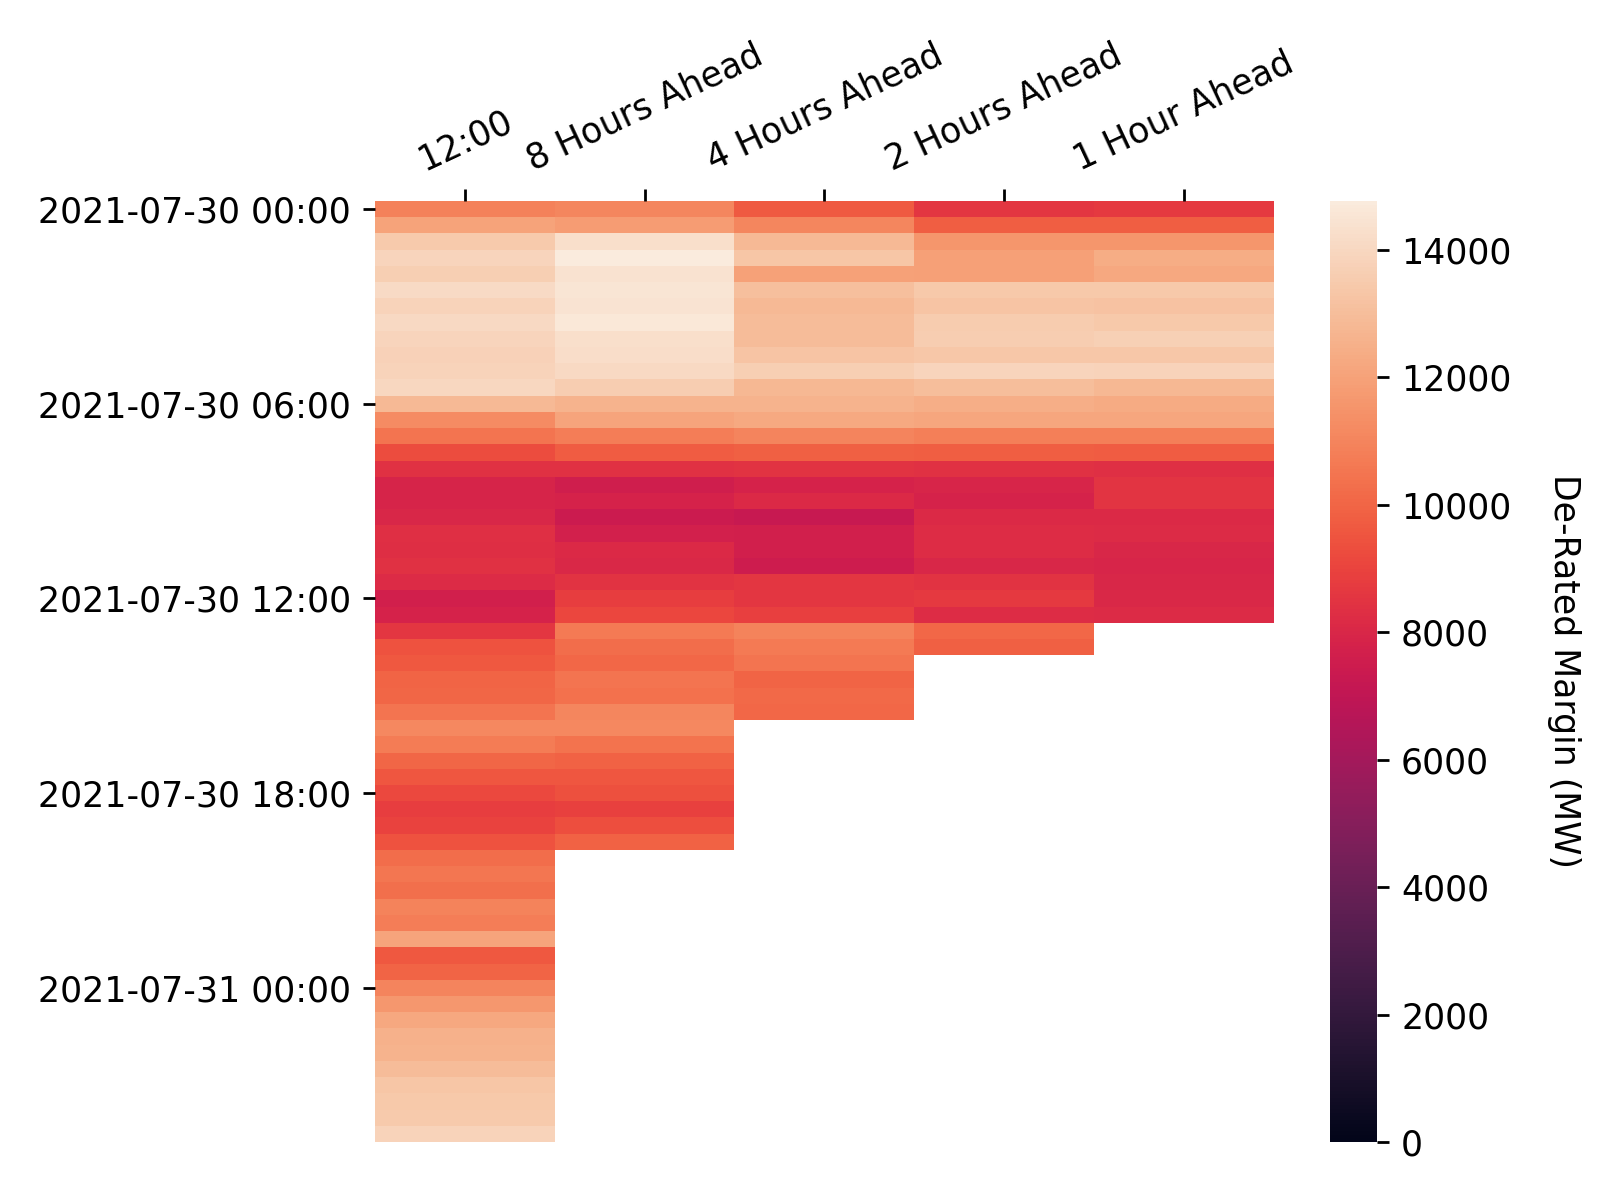 12:00
8 Hours Ahead
4 Hours Ahead
2 Hours Ahead
1 Hour Ahead
2021-07-30 00:00
2021-07-30 06:00
2021-07-30 12:00
2021-07-30 18:00
2021-07-31 00:00
14000
12000
10000
8000
6000
4000
2000
0
De-Rated Margin (MW)